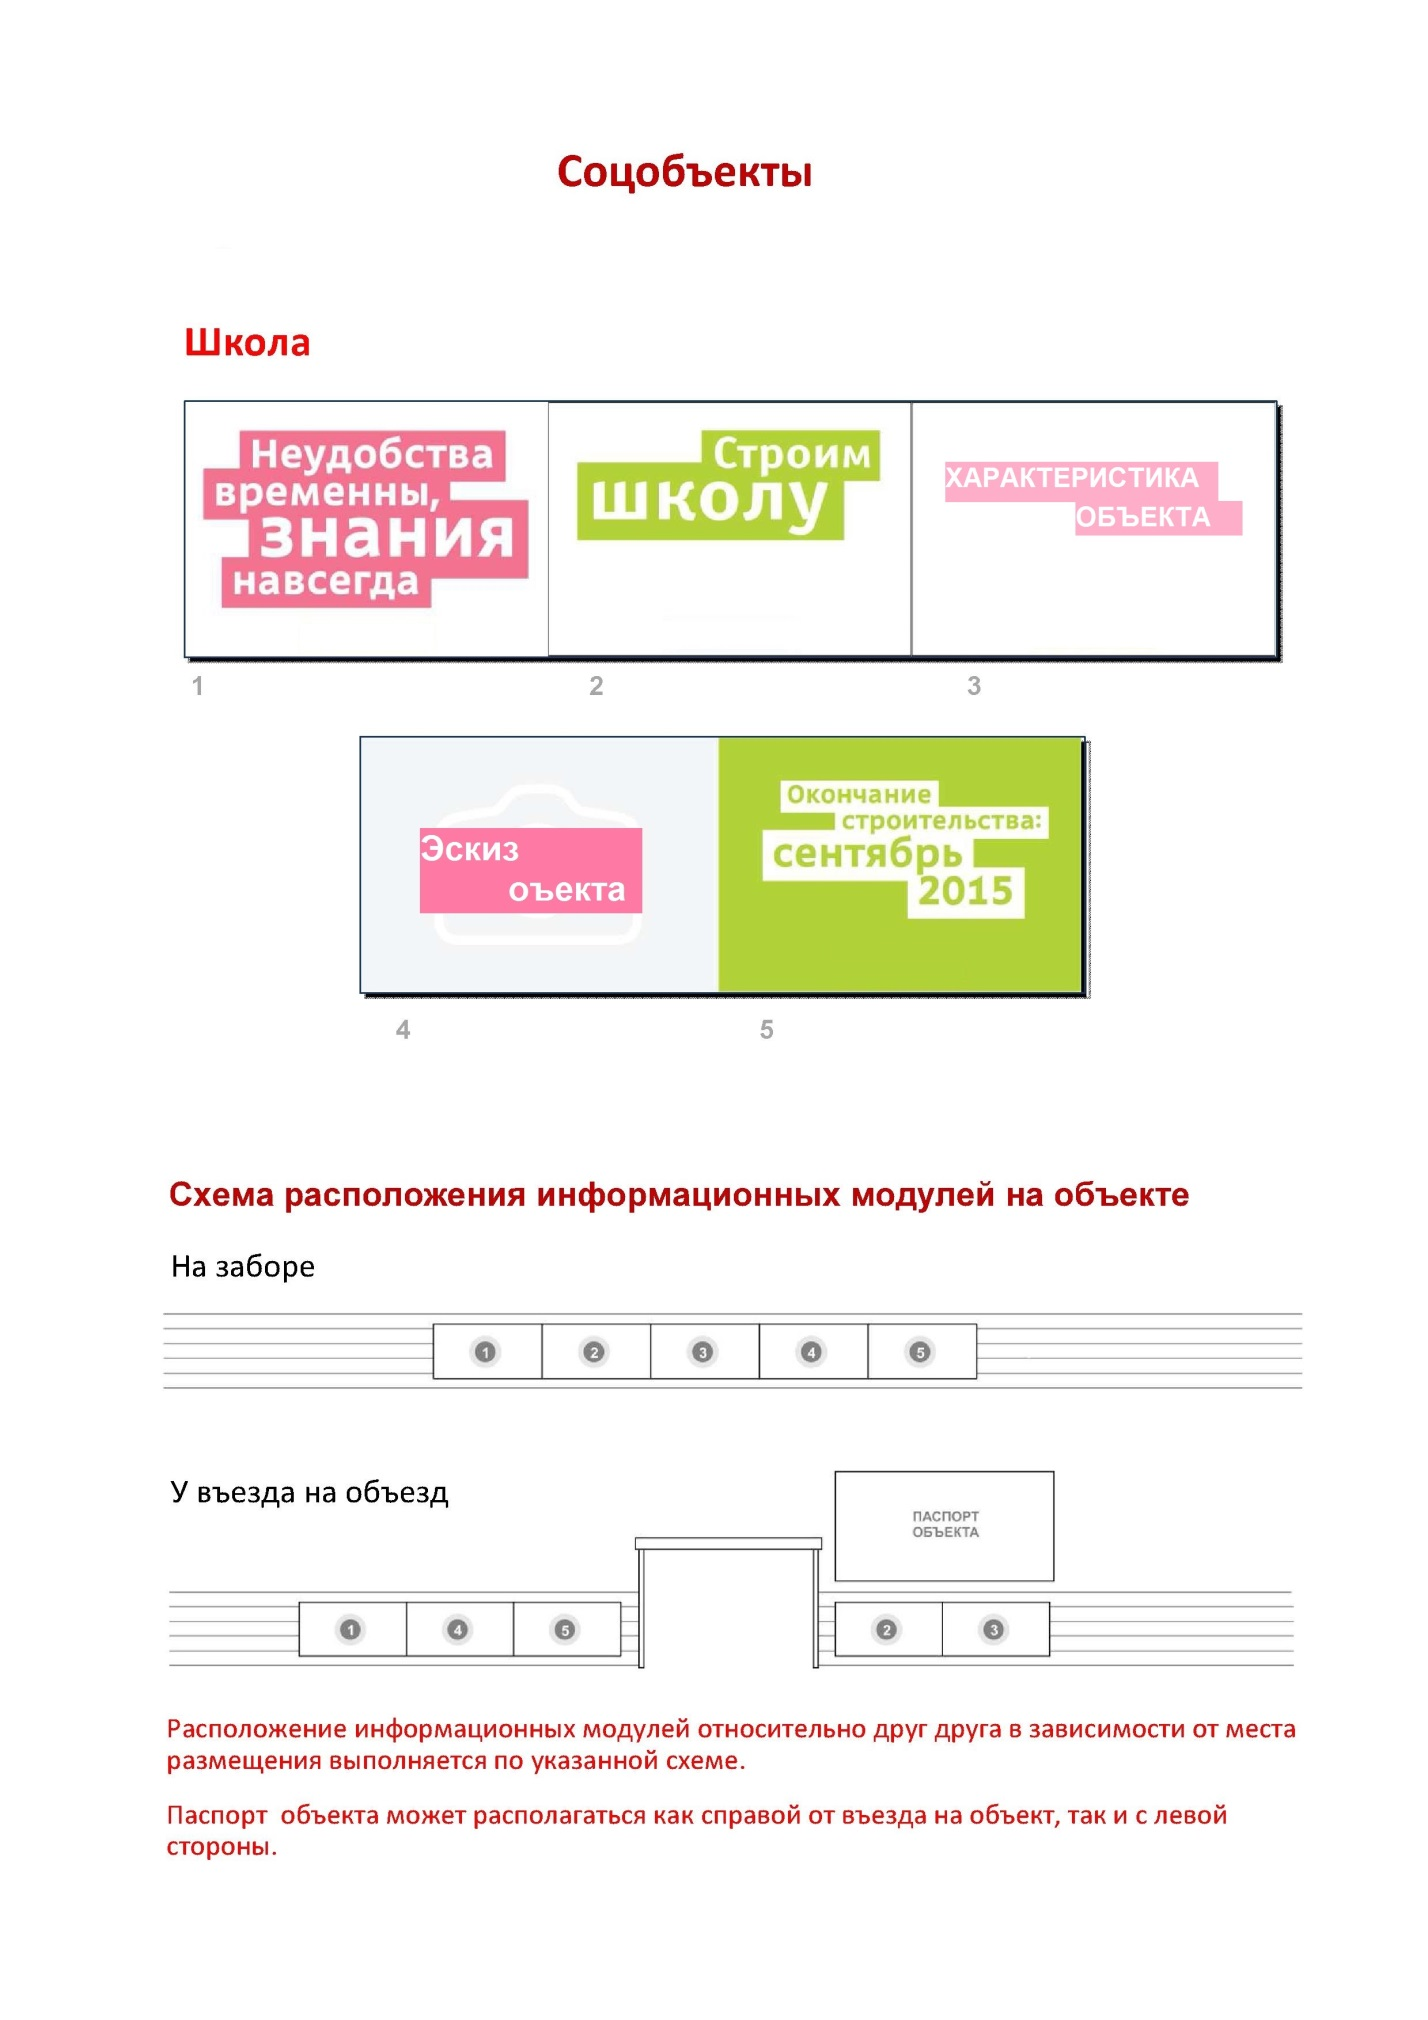 Соцобъекты
Школа
Неудобства
временны,
знания
навсегда
Строим
школу
ХАРАКТЕРИСТИКА
ОБЪЕКТА
1
2
3
Эскиз
оъекта
Окончание
строительства:
сентябрь
2015
4
5
Схема расположения информационных модулей на объекте
На заборе
1
2
3
4
5
У въезда на объезд
ПАСПОРТ
ОБЪЕКТА
1
4
5
2
3
Расположение информационных модулей относительно друг друга в зависимости от места
размещения выполняется по указанной схеме.
Паспорт объекта может располагаться как справой от въезда на объект, так и с левой
стороны.